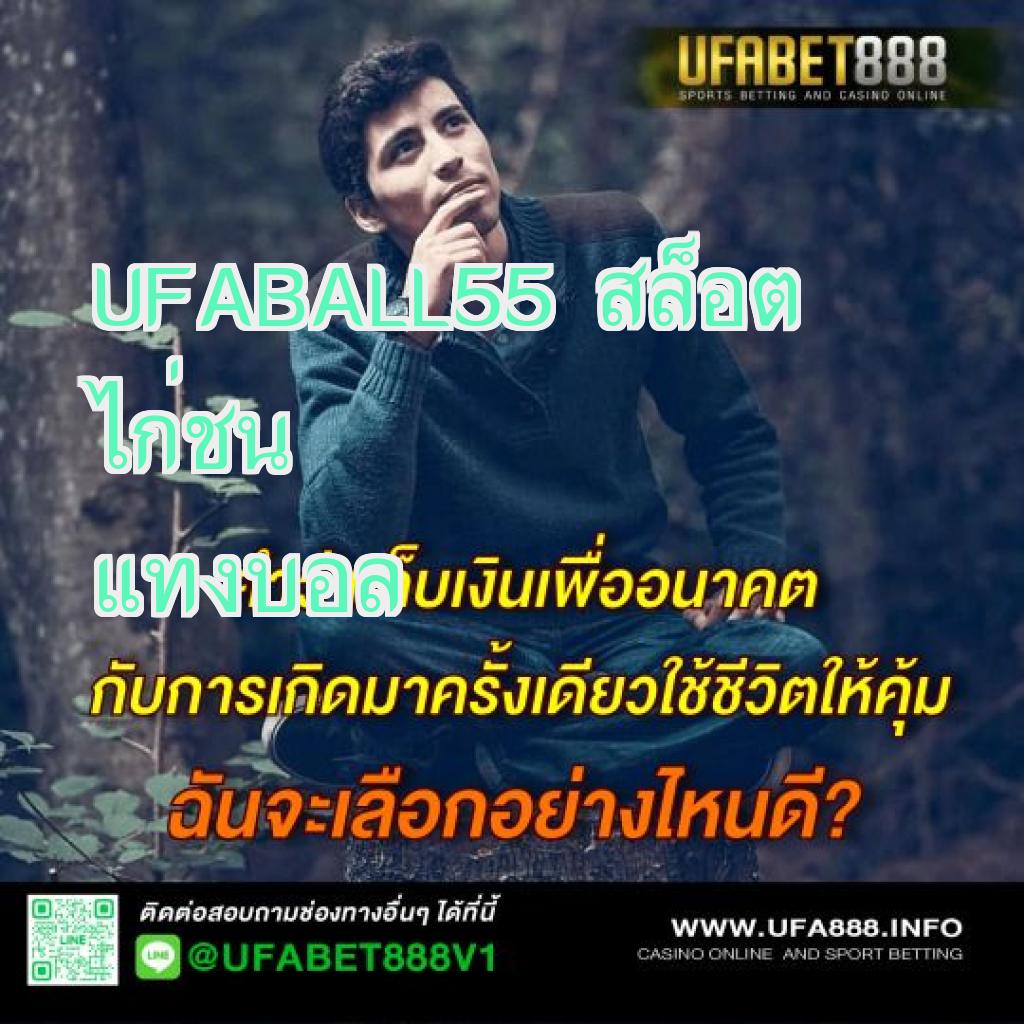 UFABET888
SPORTS BETTING AND CASINO ONLINE
UFABALL55 สล็อต
ไก่ชน
แทงบอล
เงินเพื่ออนาคต
กับการเกิดมาครั้งเดียวใช้ชีวิตให้คุ้ม
ฉันจะเลือกอย่างไหนดี?
ติดต่อสอบถามช่องทางอื่นๆ ได้ที่นี้
LINE
LINE @UFABET888V1
WWW.UFA888.INFO
CASINO ONLINE AND SPORT BETTING